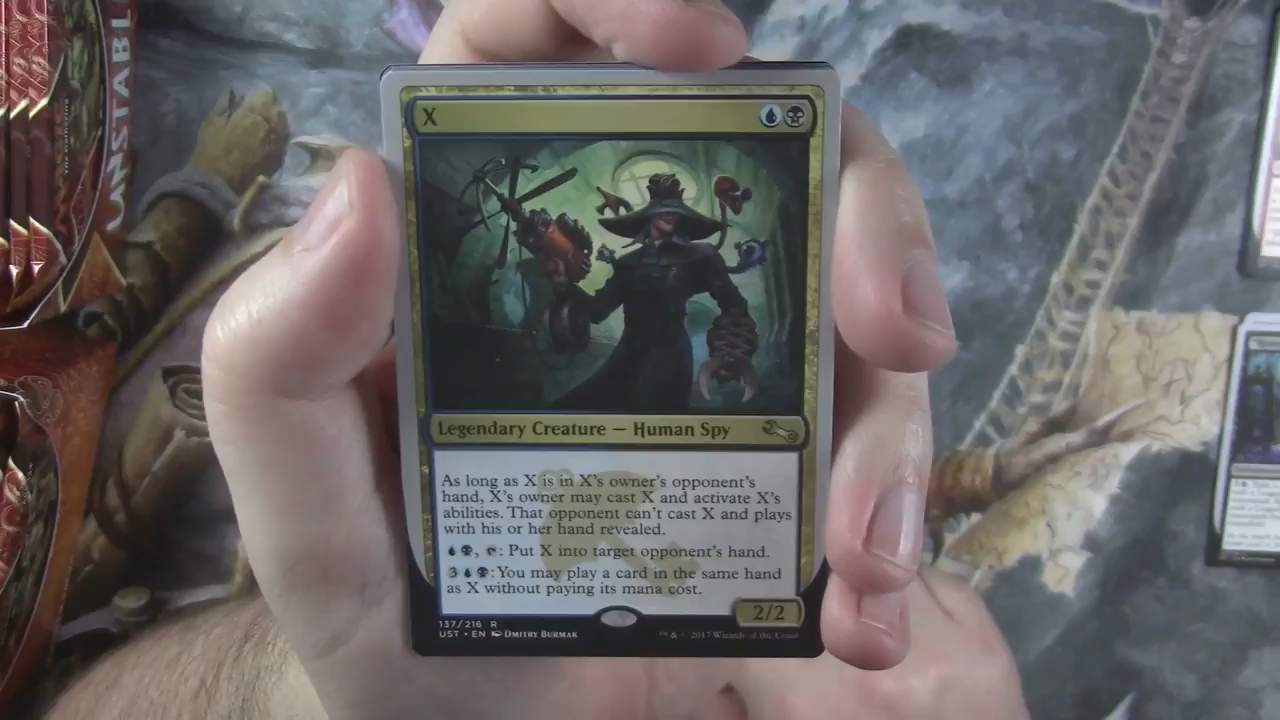 UNSTABL
X
Legendary Creature — Human Spy
As long as X is in X's owner's opponent's
hand, X's owner may cast X and activate X's
abilities. That opponent can't cast X and plays
with his or her hand revealed.
, : Put X into target opponent's hand.
3 : You may play a card in the same hand
as X without paying its mana cost.
2/2
137/216 R
UST • EN DMITRY BURMAK
™ & © 2017 Wizards of the Coast